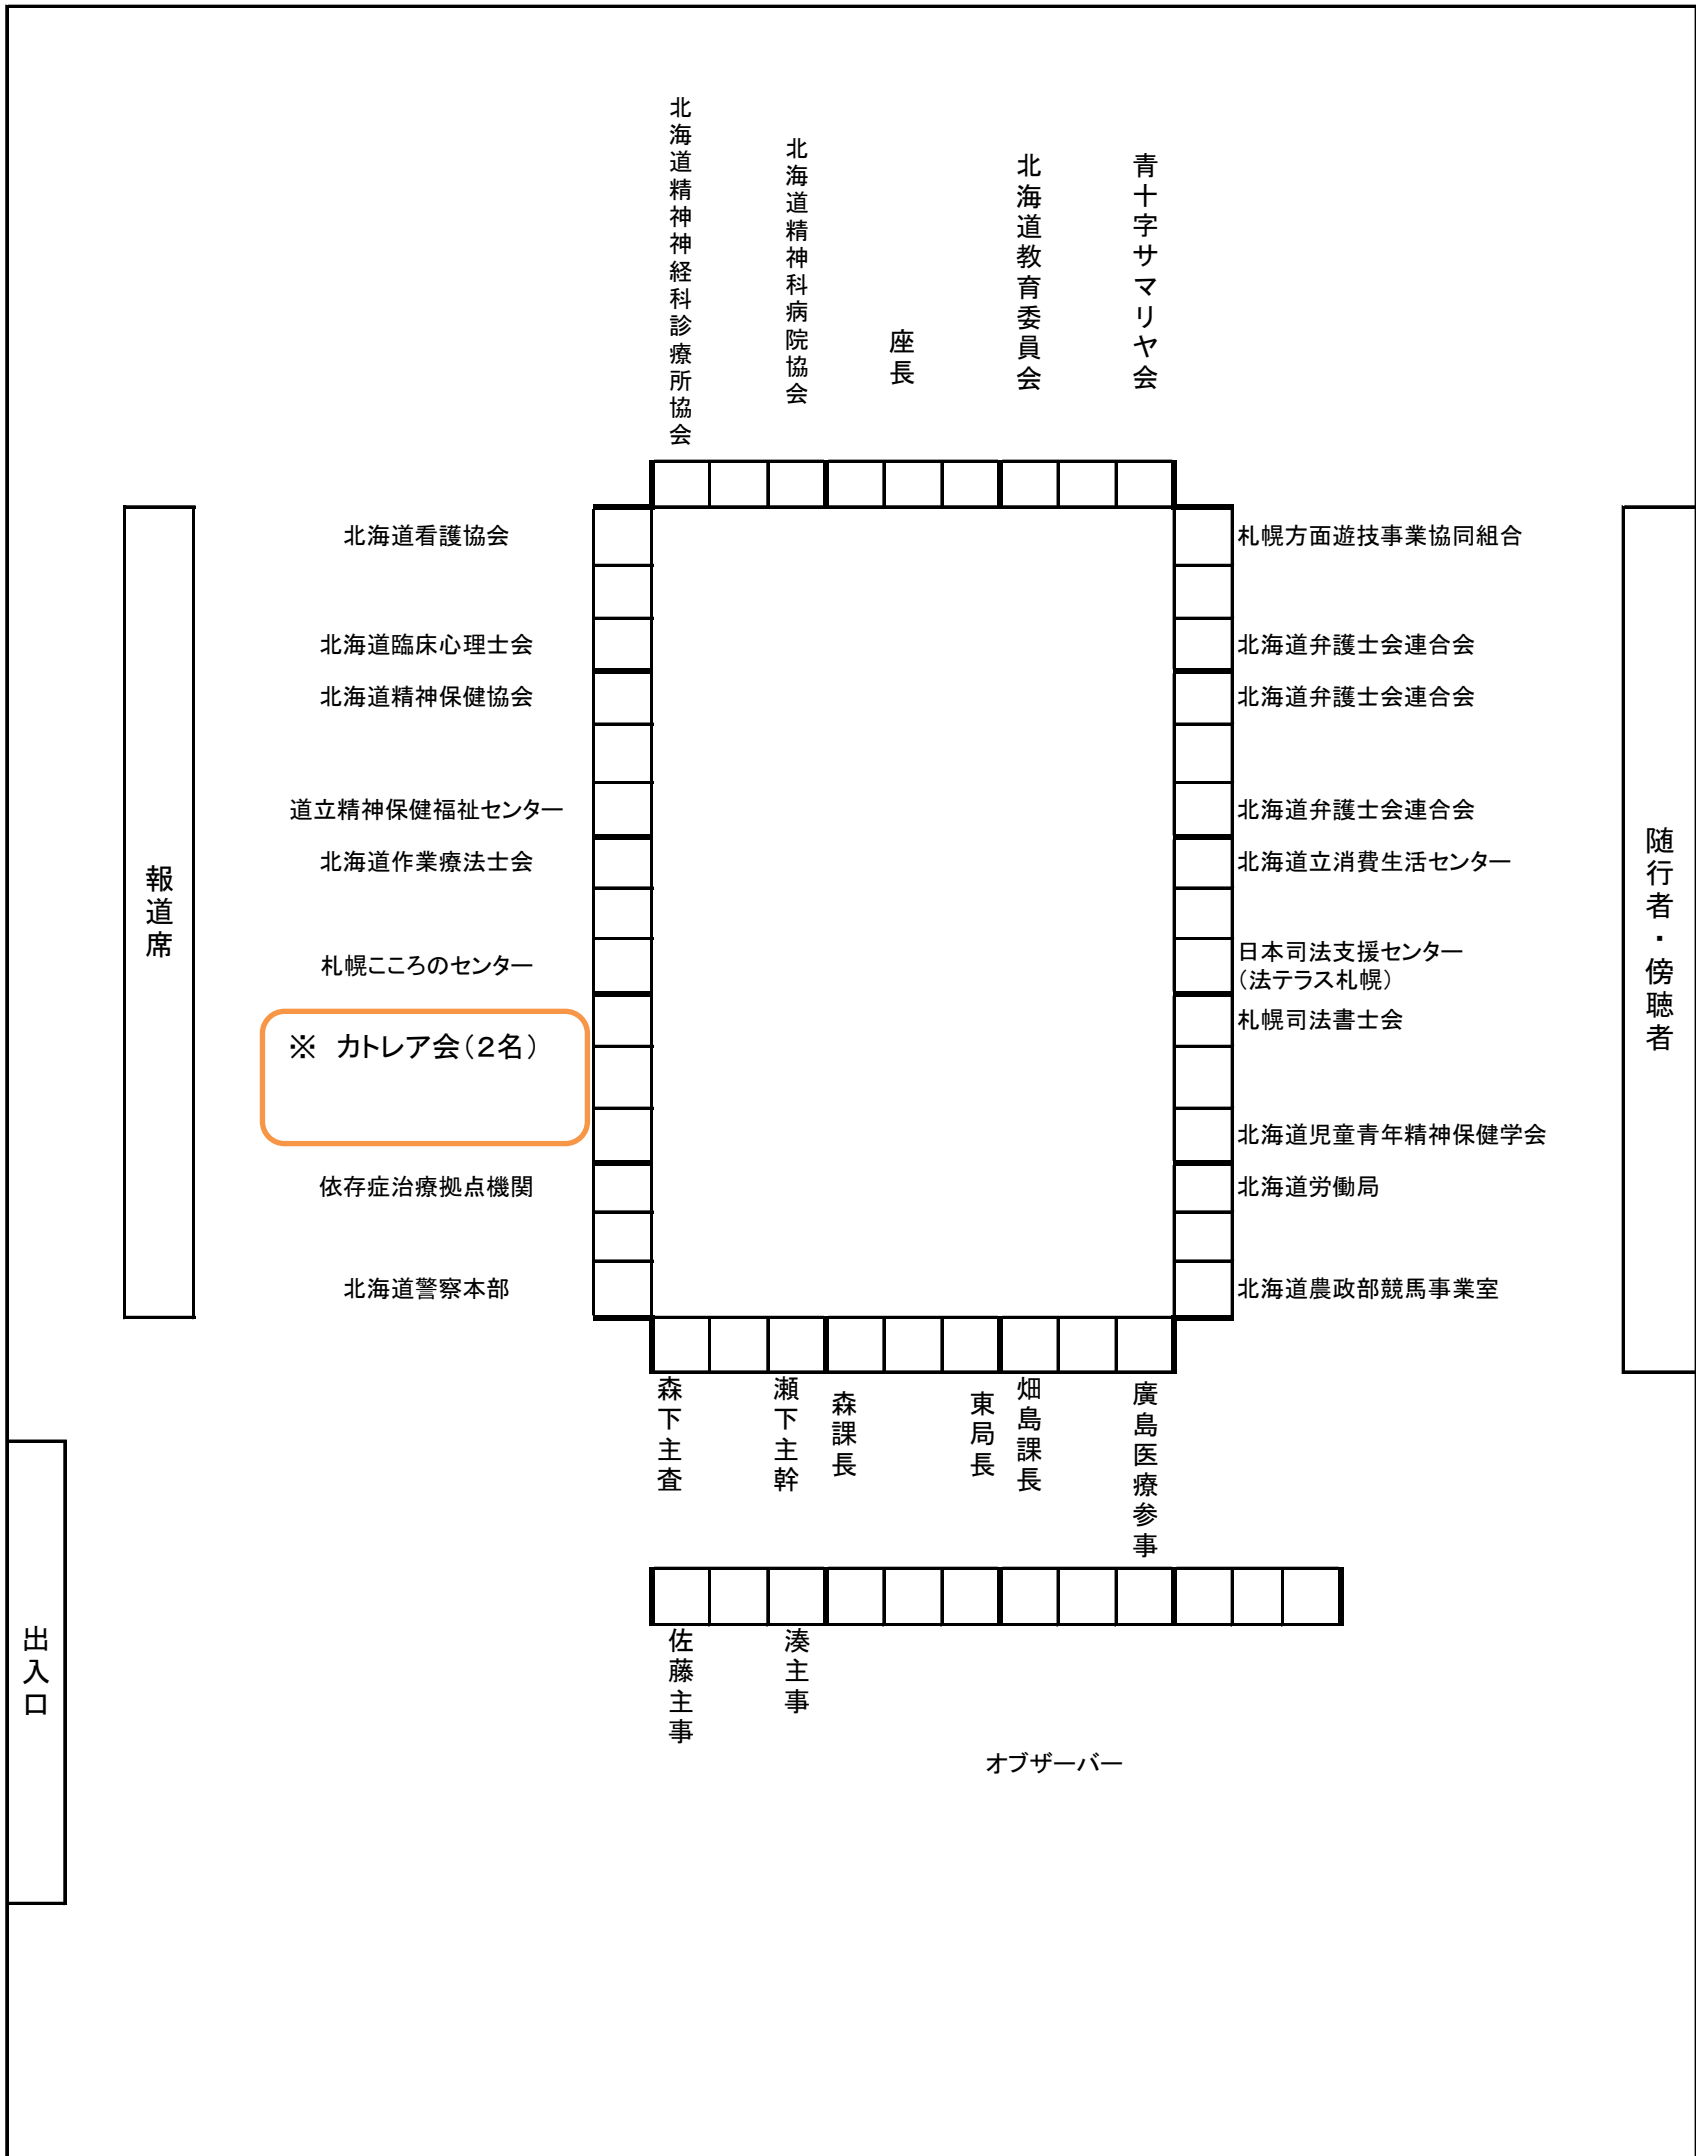 北海道精神神経科診療所協会
北海道精神科病院協会
座長
北海道教育委員会
青十字サマリヤ会
北海道看護協会
北海道臨床心理士会
北海道精神保健協会
道立精神保健福祉センター
北海道作業療法士会
札幌こころのセンター
※　カトレア会（２名）
依存症治療拠点機関
北海道警察本部
札幌方面遊技事業協同組合
北海道弁護士会連合会
北海道弁護士会連合会
北海道弁護士会連合会
北海道立消費生活センター
日本司法支援センター
（法テラス札幌）
札幌司法書士会
北海道児童青年精神保健学会
北海道労働局
北海道農政部競馬事業室
報道席
随行者・傍聴者
森下主査
瀬下主幹
森課長
東局長
畑島課長
廣島医療参事
出入口
佐藤主事
湊主事
オブザーバー